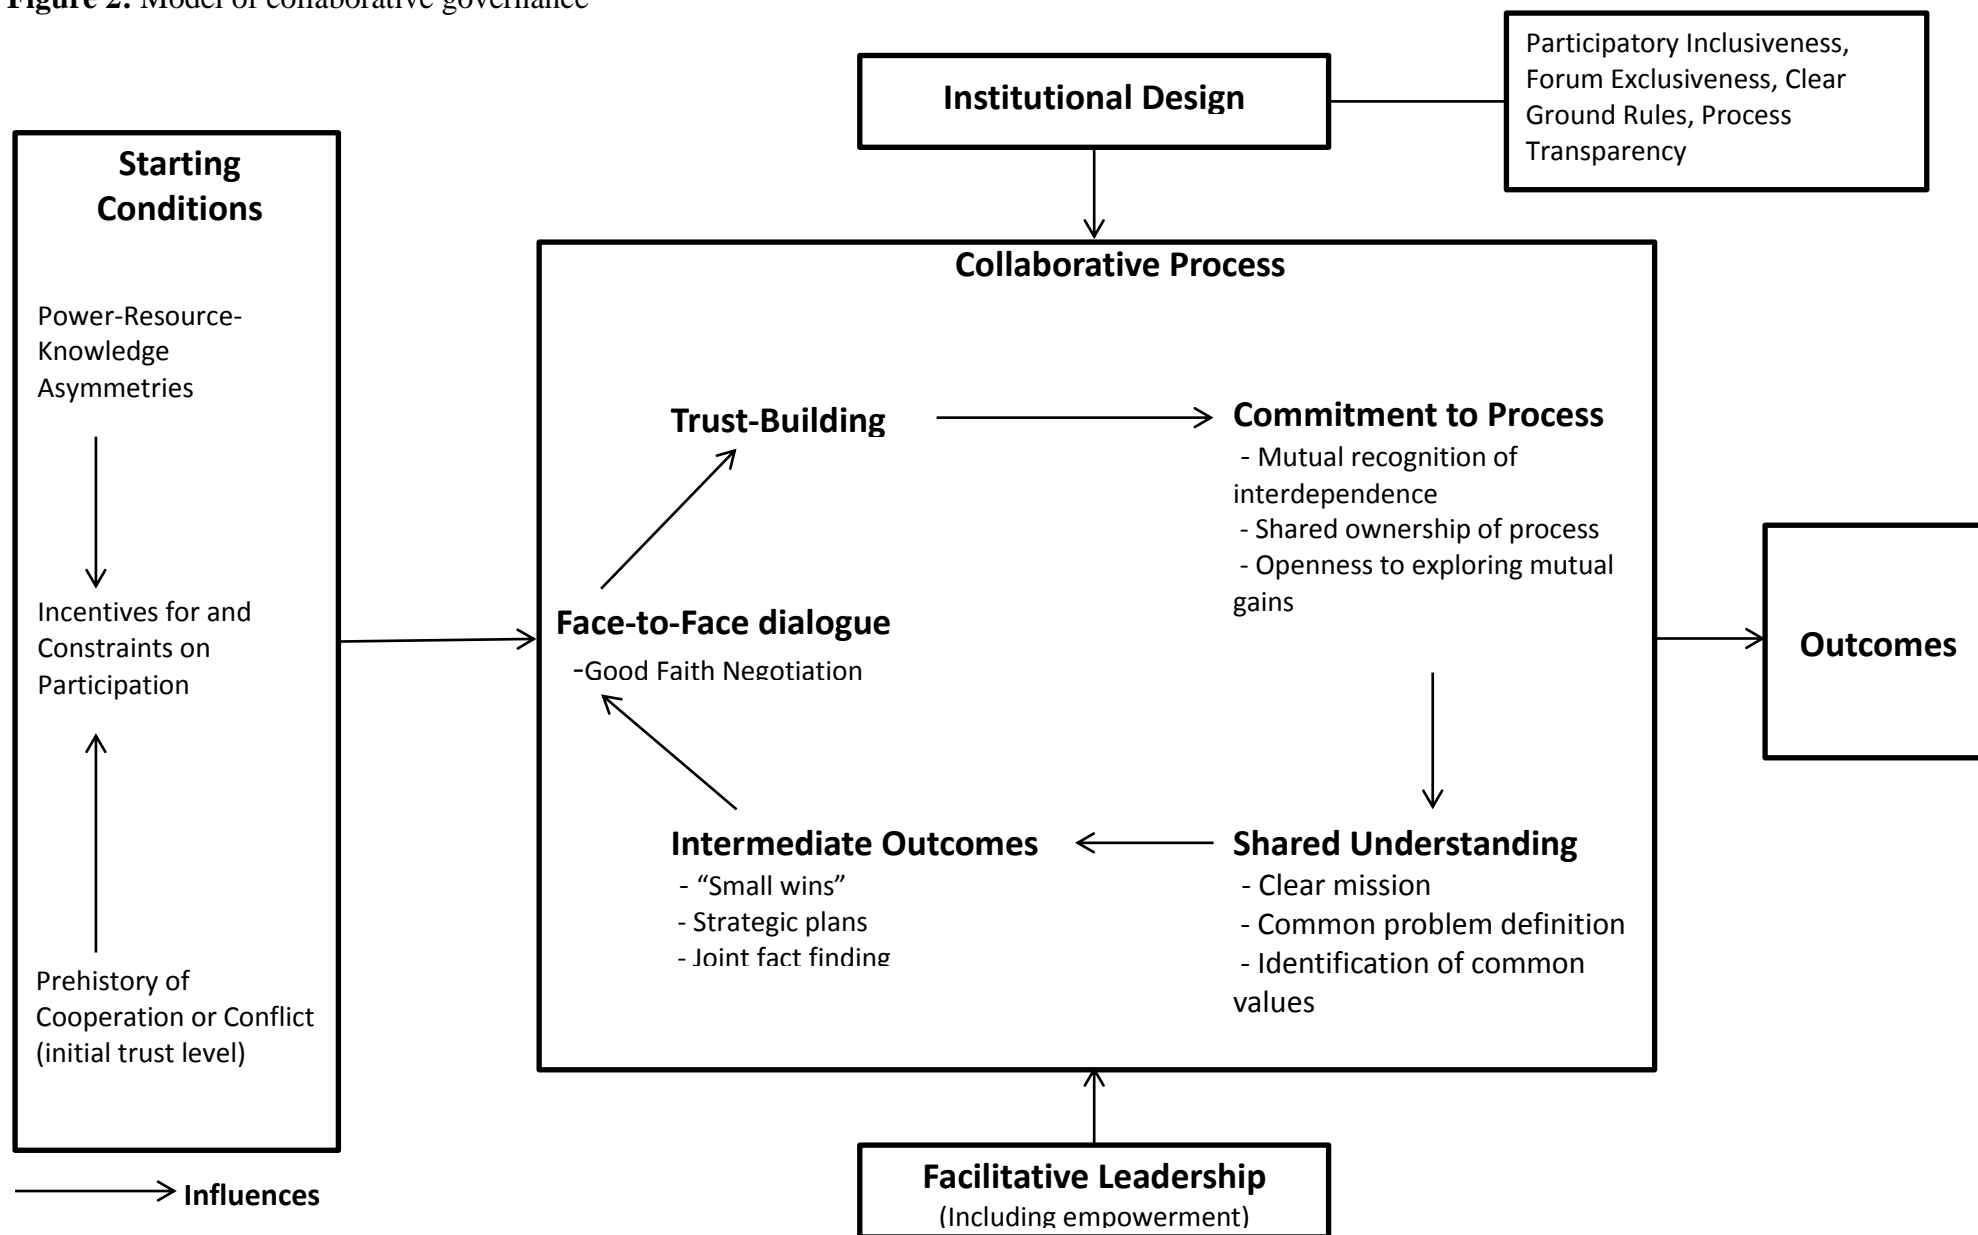 Figure 2: Model of collaborative governance
Participatory Inclusiveness,
Forum Exclusiveness, Clear
Ground Rules, Process
Transparency
Institutional Design
Starting
Conditions
Power-Resource-
Knowledge
Asymmetries
Incentives for and
Constraints on
Participation
Prehistory of
Cooperation or Conflict
(initial trust level)
Collaborative Process
Trust-Building
Commitment to Process
- Mutual recognition of
interdependence
- Shared ownership of process
- Openness to exploring mutual
gains
Face-to-Face dialogue
-Good Faith Negotiation
Intermediate Outcomes
- “Small wins”
- Strategic plans
- Joint fact finding
Shared Understanding
- Clear mission
- Common problem definition
- Identification of common
values
Outcomes
Facilitative Leadership
(Including empowerment)
Influences